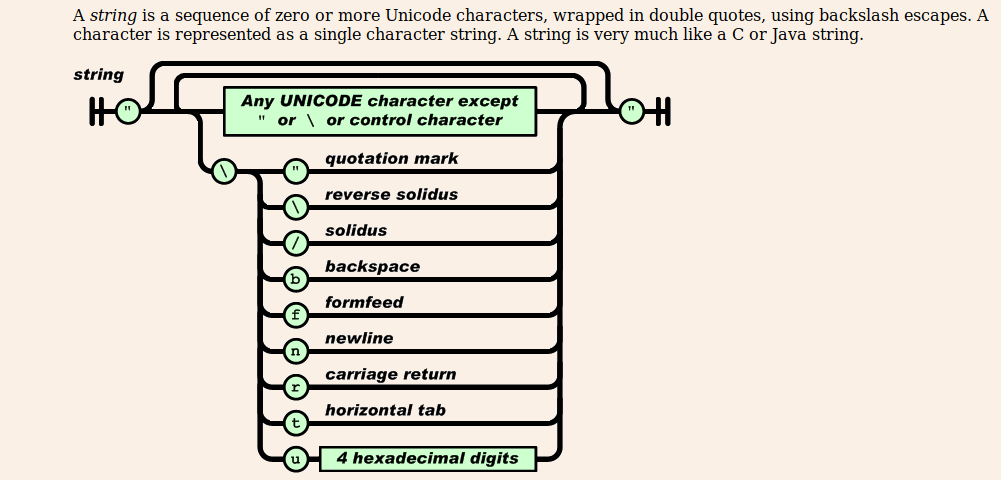 A string is a sequence of zero or more Unicode characters, wrapped in double quotes, using backslash escapes. A
character is represented as a single character string. A string is very much like a C or Java string.
string
" Any UNICODE character except "
" or \ or control character
\ " quotation mark
\ reverse solidus
/ solidus
b backspace
f formfeed
n newline
r carriage return
t horizontal tab
u 4 hexadecimal digits